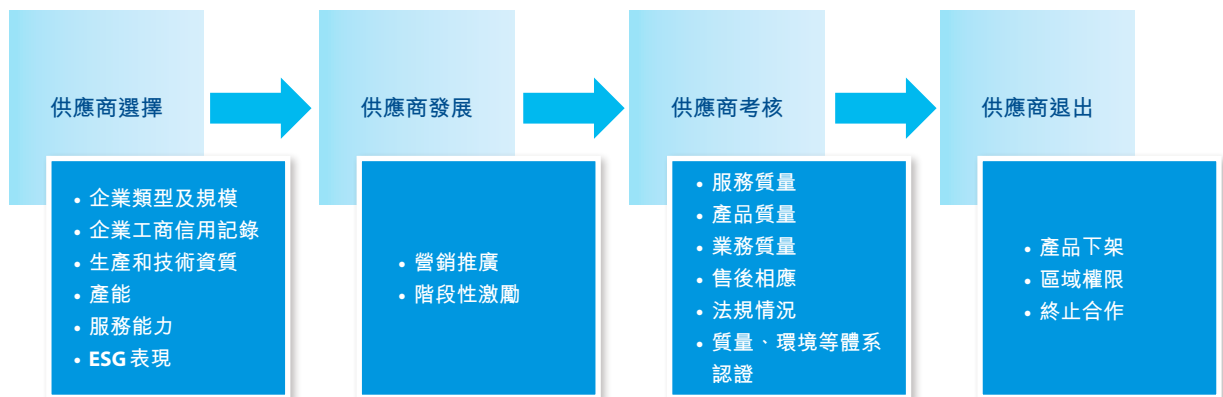 供應商選擇
• 企業類型及規模
• 企業工商信用記錄
• 生產和技術資質
• 產能
• 服務能力
• ESG 表現
供應商發展
• 營銷推廣
• 階段性激勵
供應商考核
• 服務質量
• 產品質量
• 業務質量
• 售後相應
• 法規情況
• 質量、環境等體系
認證
供應商退出
• 產品下架
• 區域權限
• 終止合作